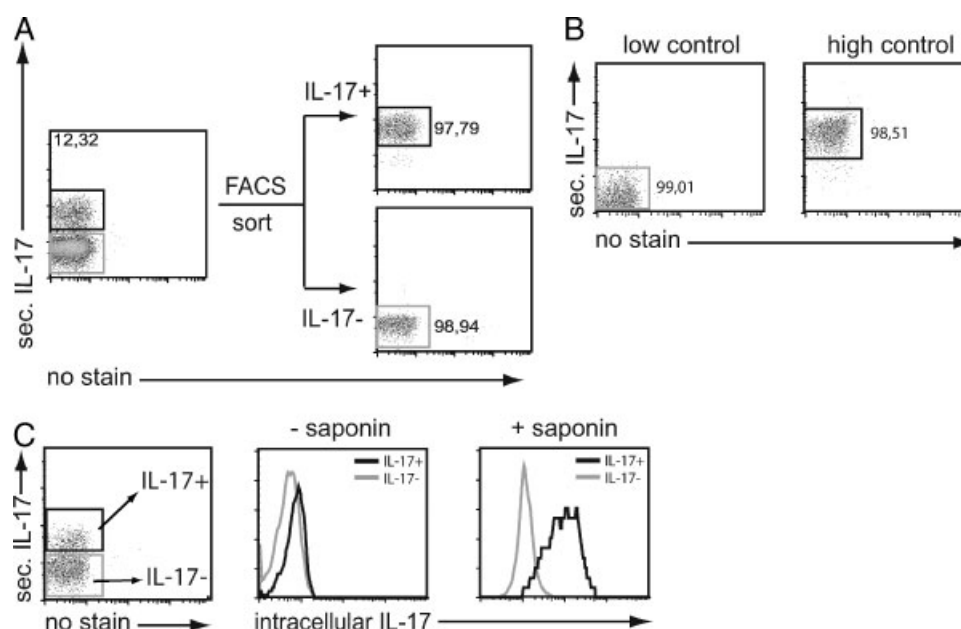 A
sec. IL-17
12,32
FACS
sort
IL-17+
97,79
IL-17-
98,94
no stain
B
low control
high control
sec. IL-17
99,01
98,51
no stain
C
- saponin
+ saponin
sec. IL-17
IL-17+
IL-17-
IL-17+
IL-17-
IL-17+
IL-17-
no stain
intracellular IL-17